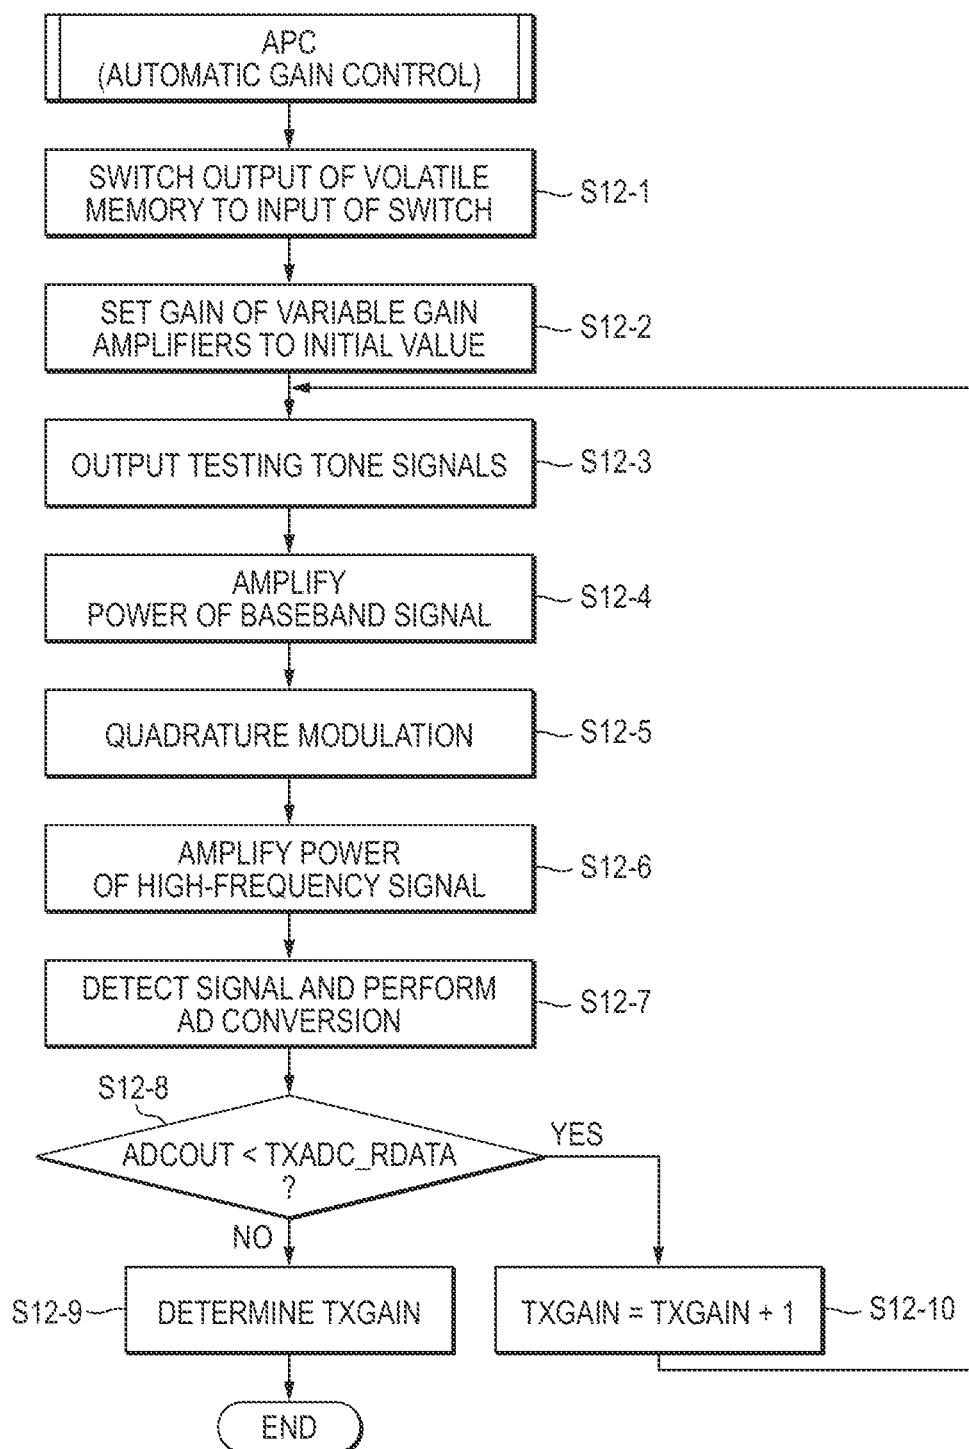 APC
(AUTOMATIC GAIN CONTROL)
SWITCH OUTPUT OF VOLATILE
MEMORY TO INPUT OF SWITCH
S12-1
SET GAIN OF VARIABLE GAIN
AMPLIFIERS TO INITIAL VALUE
S12-2
OUTPUT TESTING TONE SIGNALS
S12-3
AMPLIFY
POWER OF BASEBAND SIGNAL
S12-4
QUADRATURE MODULATION
S12-5
AMPLIFY POWER
OF HIGH-FREQUENCY SIGNAL
S12-6
DETECT SIGNAL AND PERFORM
AD CONVERSION
S12-7
S12-8
ADCOUT < TXADC_RDATA
?
YES
NO
S12-9
DETERMINE TXGAIN
TXGAIN = TXGAIN + 1
S12-10
END